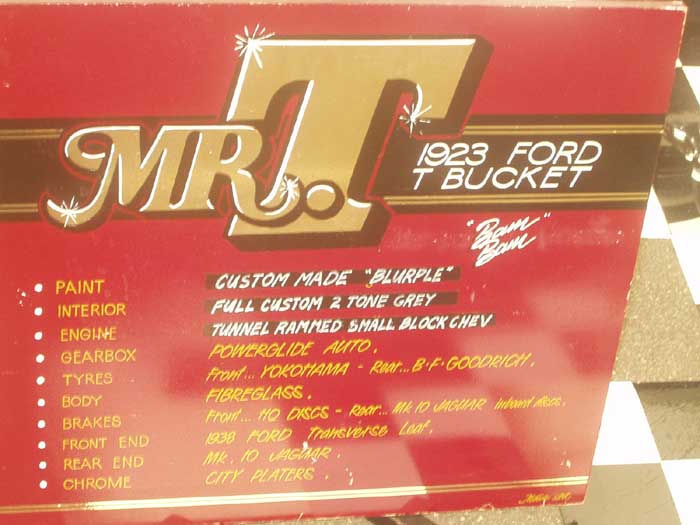 MR. T
1923 FORD
T BUCKET
"Bam
Bam"
• PAINT CUSTOM MADE "BLURPLE"
• INTERIOR FULL CUSTOM 2 TONE GREY
• ENGINE TUNNEL RAMMED SMALL BLOCK CHEV
• GEARBOX POWERGLIDE AUTO.
• TYRES Front... YOKOHAMA - Rear... B.F. GOODRICH.
• BODY FIBREGLASS.
• BRAKES Front... HQ DISCS - Rear... Mk. 10 JAGUAR inboard discs.
• FRONT END 1938 FORD Transverse Leaf.
• REAR END Mk. 10 JAGUAR.
• CHROME CITY PLATERS.